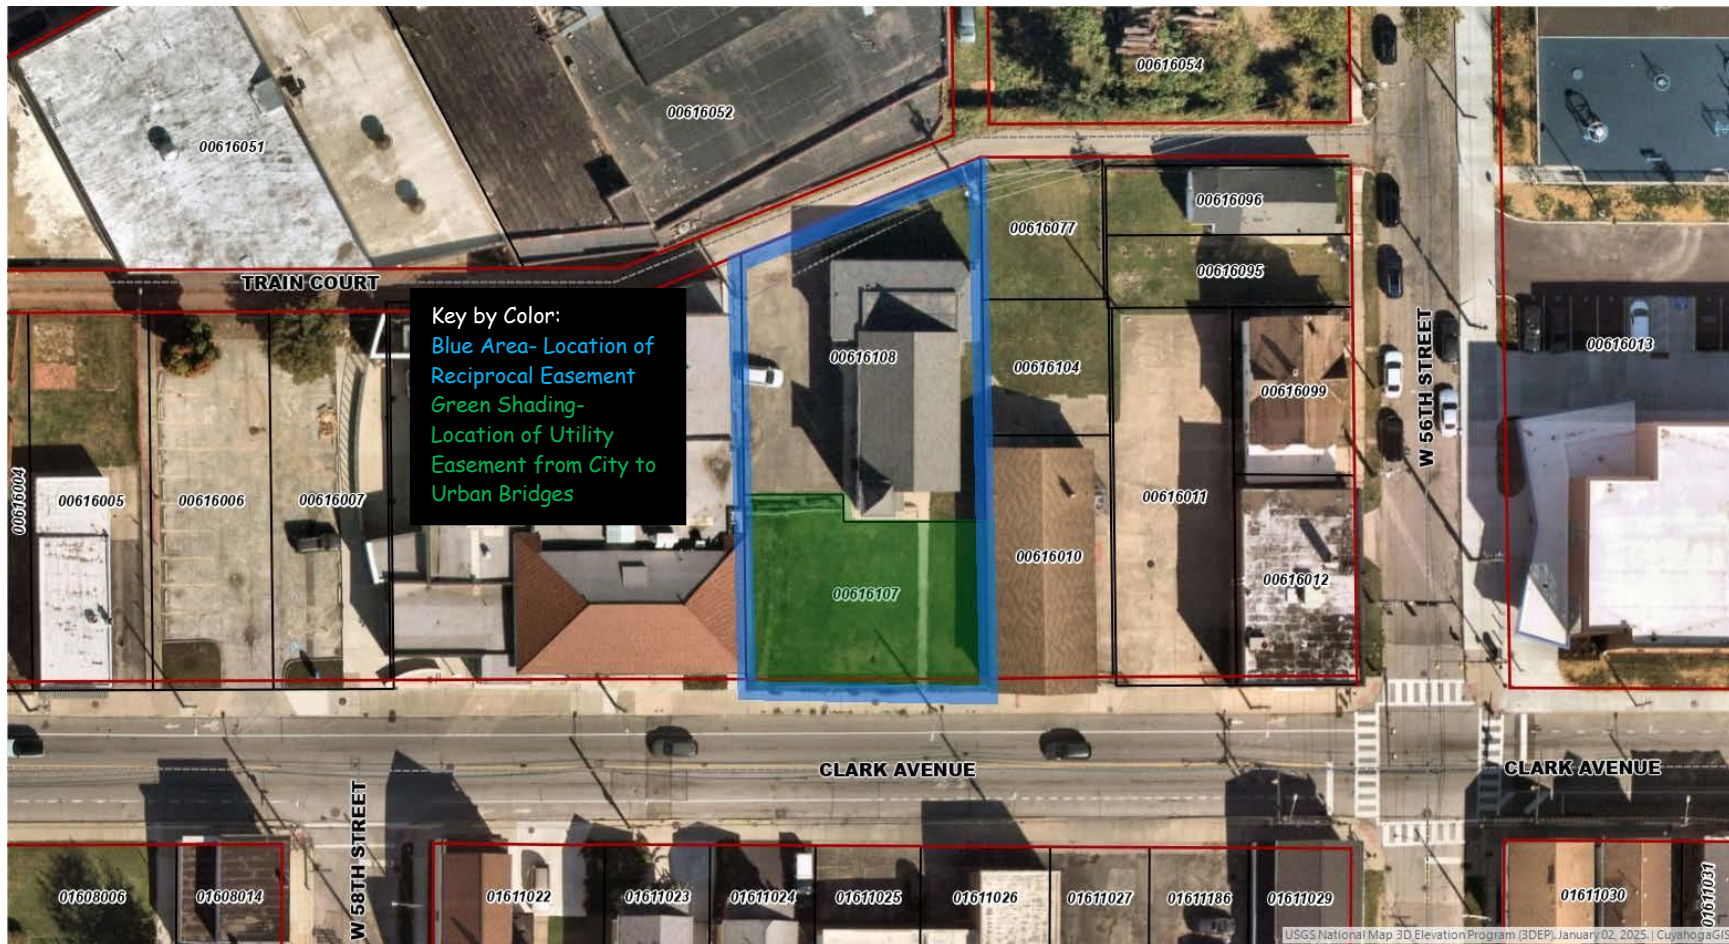 00616054
00616052
00616051
00616096
00616077
00616095
TRAIN COURT
Key by Color:
Blue Area- Location of
Reciprocal Easement
Green Shading-
Location of Utility
Easement from City to
Urban Bridges
00616108
00616104
00616099
W 56TH STREET
00616013
00616004
00616005
00616006
00616007
00616011
00616010
00616012
00616107
CLARK AVENUE
CLARK AVENUE
W 58TH STREET
01608006
01608014
01611022
01611023
01611024
01611025
01611026
01611027
01611186
01611029
01611030
01611031
USGS National Map 3D Elevation Program (3DEP), January 02, 2025. | CuyahogaGIS